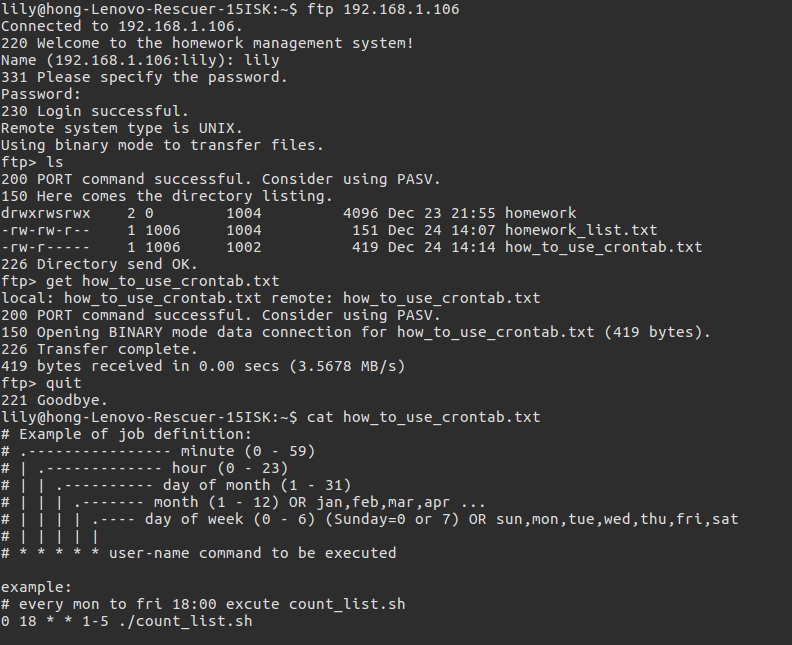 lily@hong-Lenovo-Rescuer-15ISK:~$ ftp 192.168.1.106
Connected to 192.168.1.106.
220 Welcome to the homework management system!
Name (192.168.1.106:lily): lily
331 Please specify the password.
Password:
230 Login successful.
Remote system type is UNIX.
Using binary mode to transfer files.
ftp> ls
200 PORT command successful. Consider using PASV.
150 Here comes the directory listing.
drwxrwsrwx    2 0        1004         4096 Dec 23 21:55 homework
-rw-rw-r--    1 1006     1004          151 Dec 24 14:07 homework_list.txt
-rw-r-----    1 1006     1002          419 Dec 24 14:14 how_to_use_crontab.txt
226 Directory send OK.
ftp> get how_to_use_crontab.txt
local: how_to_use_crontab.txt remote: how_to_use_crontab.txt
200 PORT command successful. Consider using PASV.
150 Opening BINARY mode data connection for how_to_use_crontab.txt (419 bytes).
226 Transfer complete.
419 bytes received in 0.00 secs (3.5678 MB/s)
ftp> quit
221 Goodbye.
lily@hong-Lenovo-Rescuer-15ISK:~$ cat how_to_use_crontab.txt
# Example of job definition:
# .---------------- minute (0 - 59)
# | .------------- hour (0 - 23)
# | | .---------- day of month (1 - 31)
# | | | .------- month (1 - 12) OR jan,feb,mar,apr ...
# | | | | .---- day of week (0 - 6) (Sunday=0 or 7) OR sun,mon,tue,wed,thu,fri,sat
# | | | | |
# * * * * * user-name command to be executed

example:
# every mon to fri 18:00 excute count_list.sh
0 18 * * 1-5 ./count_list.sh